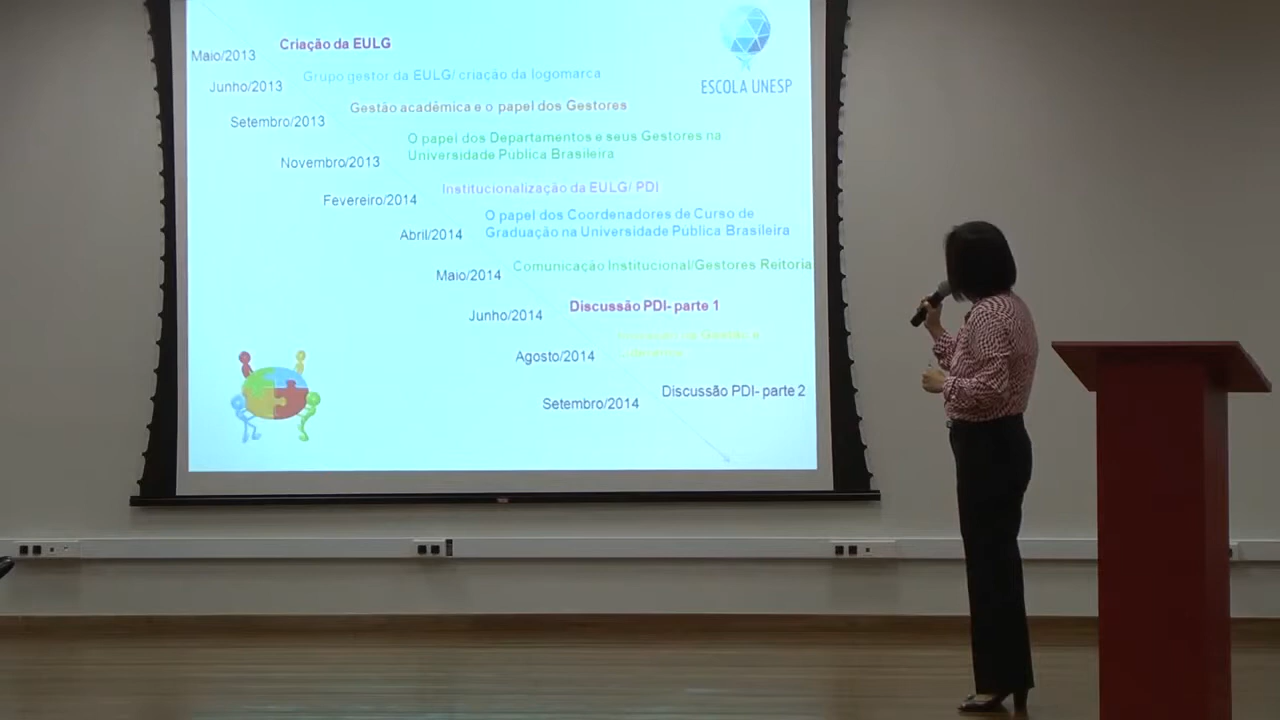 Maio/2013
Criação da EULG
ESCOLA UNESP
Junho/2013
Grupo gestor da EULG/ criação da logomarca
Setembro/2013
Gestão acadêmica e o papel dos Gestores
Novembro/2013
O papel dos Departamentos e seus Gestores na
Universidade Publica Brasileira
Fevereiro/2014
Institucionalização da EULG/ PDI
Abril/2014
O papel dos Coordenadores de Curso de
Graduação na Universidade Publica Brasileira
Maio/2014
Comunicação Institucional/Gestores Reitoria
Junho/2014
Discussão PDI- parte 1
Agosto/2014
Setembro/2014
Discussão PDI- parte 2